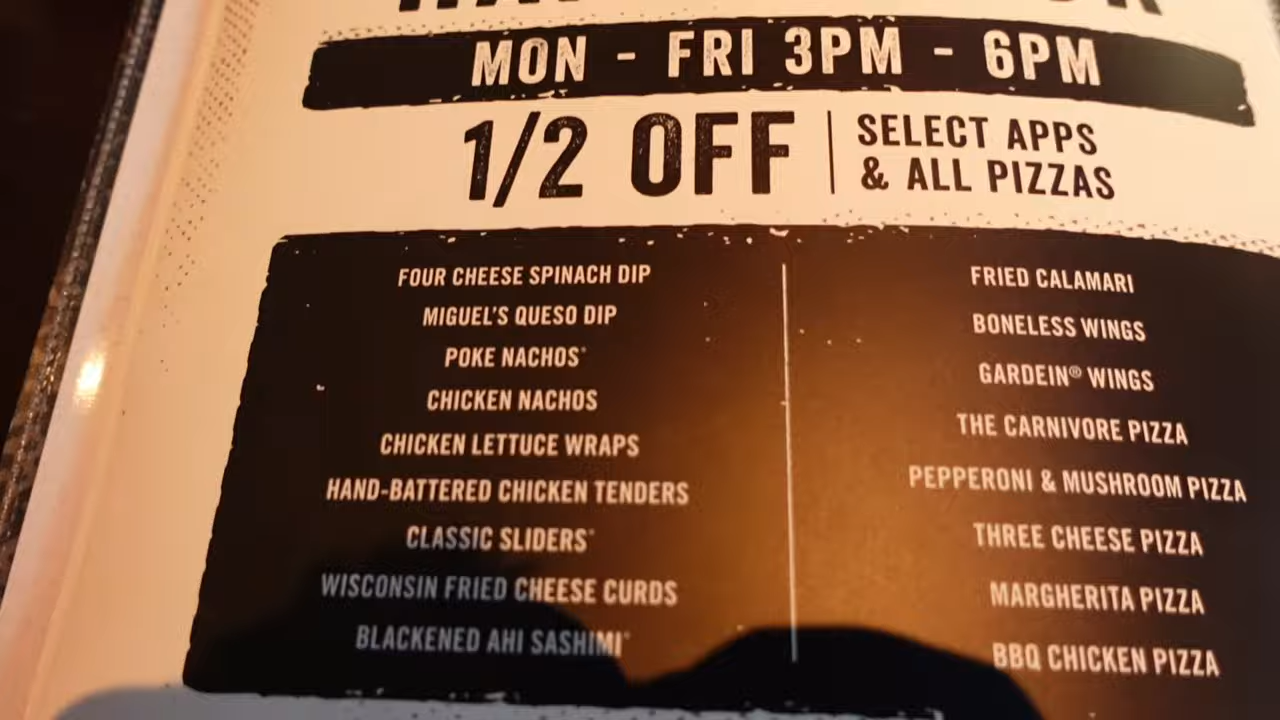 MON - FRI 3PM - 6PM
1/2 OFF
SELECT APPS
& ALL PIZZAS
FOUR CHEESE SPINACH DIP
MIGUEL'S QUESO DIP
POKE NACHOS*
CHICKEN NACHOS
CHICKEN LETTUCE WRAPS
HAND-BATTERED CHICKEN TENDERS
CLASSIC SLIDERS*
WISCONSIN FRIED CHEESE CURDS
BLACKENED AHI SASHIMI*
FRIED CALAMARI
BONELESS WINGS
GARDEIN® WINGS
THE CARNIVORE PIZZA
PEPPERONI & MUSHROOM PIZZA
THREE CHEESE PIZZA
MARGHERITA PIZZA
BBQ CHICKEN PIZZA